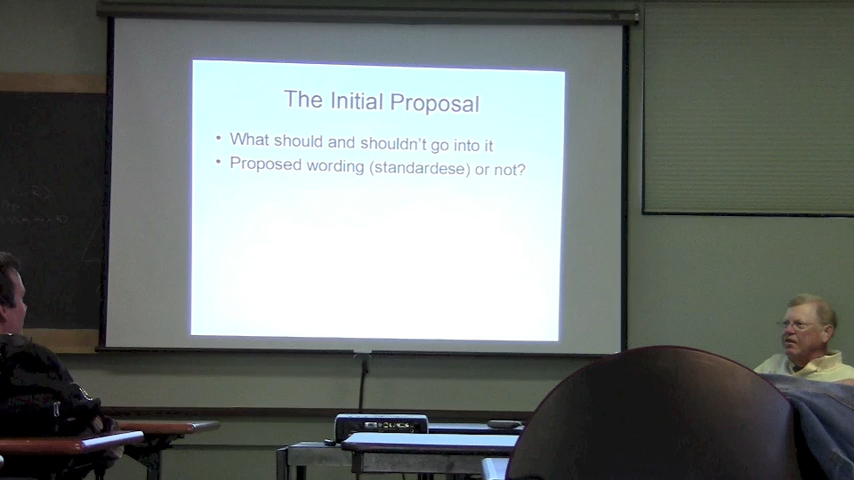 The Initial Proposal
• What should and shouldn't go into it
• Proposed wording (standardese) or not?